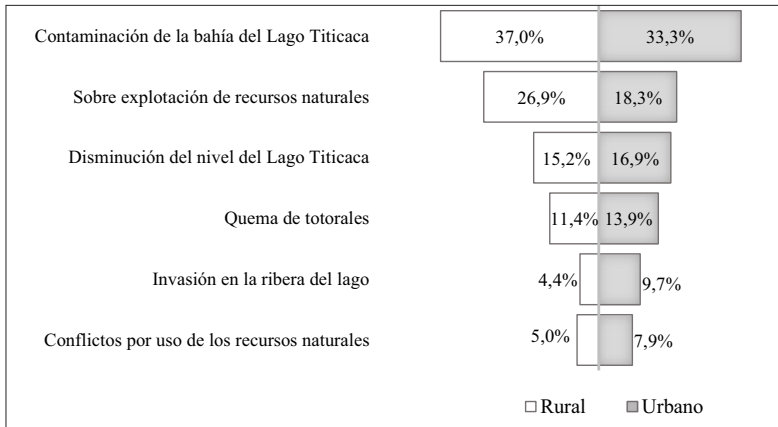 Contaminación de la bahía del Lago Titicaca 37,0% 33,3%
Sobre explotación de recursos naturales 26,9% 18,3%
Disminución del nivel del Lago Titicaca 15,2% 16,9%
Quema de totorales 11,4% 13,9%
Invasión en la ribera del lago 4,4% 9,7%
Conflictos por uso de los recursos naturales 5,0% 7,9%
Rural Urbano